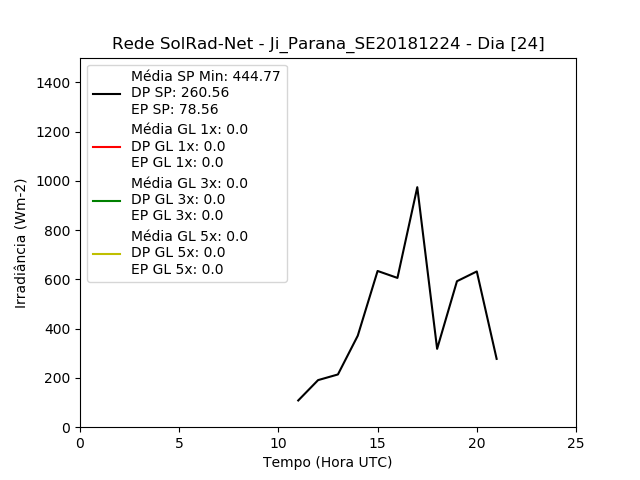 Rede SolRad-Net - Ji_Parana_SE20181224 - Dia [24]
Média SP Min: 444.77
DP SP: 260.56
EP SP: 78.56
Média GL 1x: 0.0
DP GL 1x: 0.0
EP GL 1x: 0.0
Média GL 3x: 0.0
DP GL 3x: 0.0
EP GL 3x: 0.0
Média GL 5x: 0.0
DP GL 5x: 0.0
EP GL 5x: 0.0
Irradiância (Wm-2)
1400
1200
1000
800
600
400
200
0
0 5 10 15 20 25
Tempo (Hora UTC)